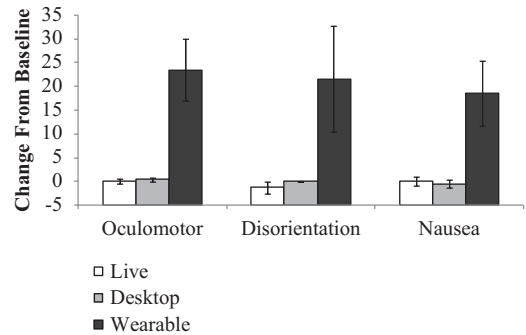 Change From Baseline
35
30
25
20
15
10
5
0
-5
Oculomotor Disorientation Nausea
Live
Desktop
Wearable